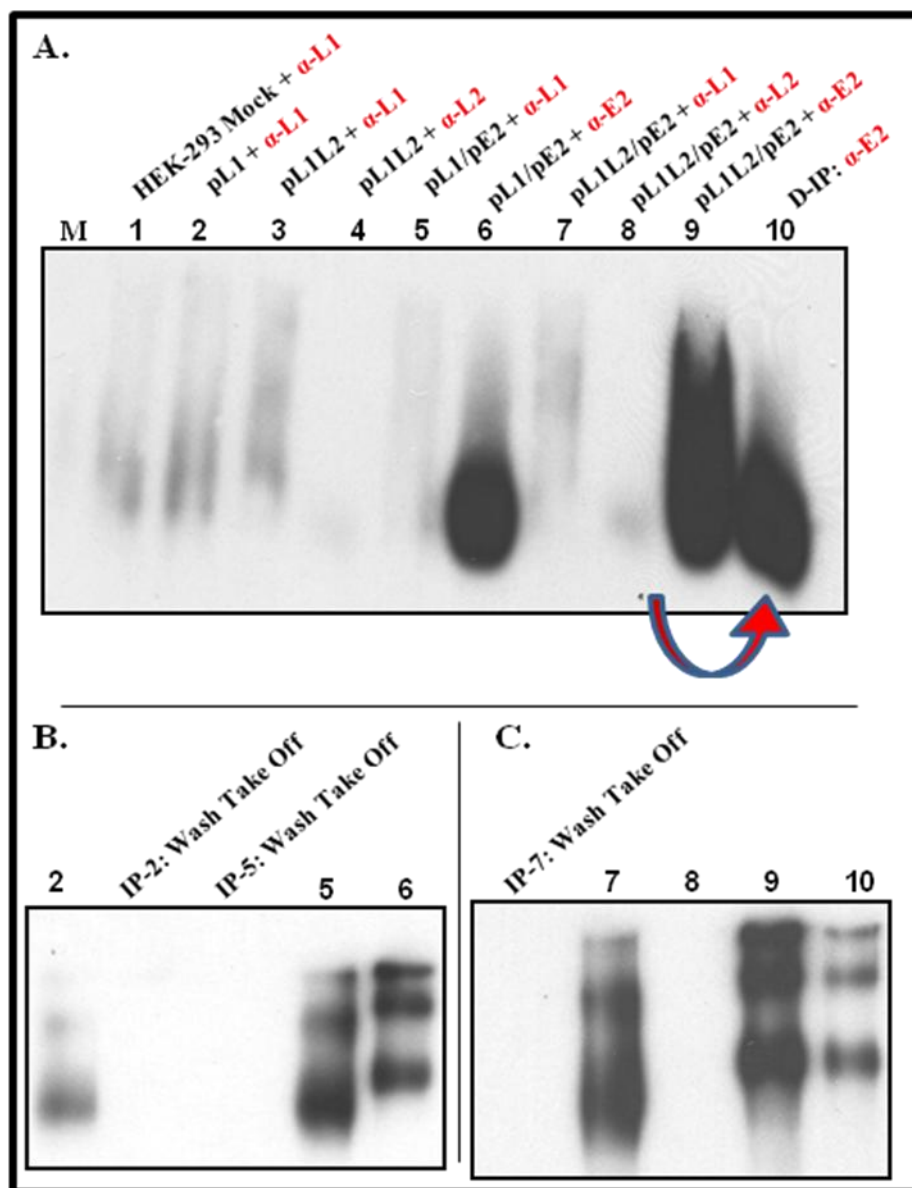 A.
HEK-293 Mock + α-L1
pL1 + α-L1
pL1L2 + α-L1
pL1L2 + α-L2
pL1/pE2 + α-L1
pL1/pE2 + α-E2
pL1L2/pE2 + α-L1
pL1L2/pE2 + α-L2
pL1L2/pE2 + α-E2
D-IP: α-E2
M 1 2 3 4 5 6 7 8 9 10
B.
IP-2: Wash Take Off
IP-5: Wash Take Off
2 5 6
C.
IP-7: Wash Take Off
7 8 9 10